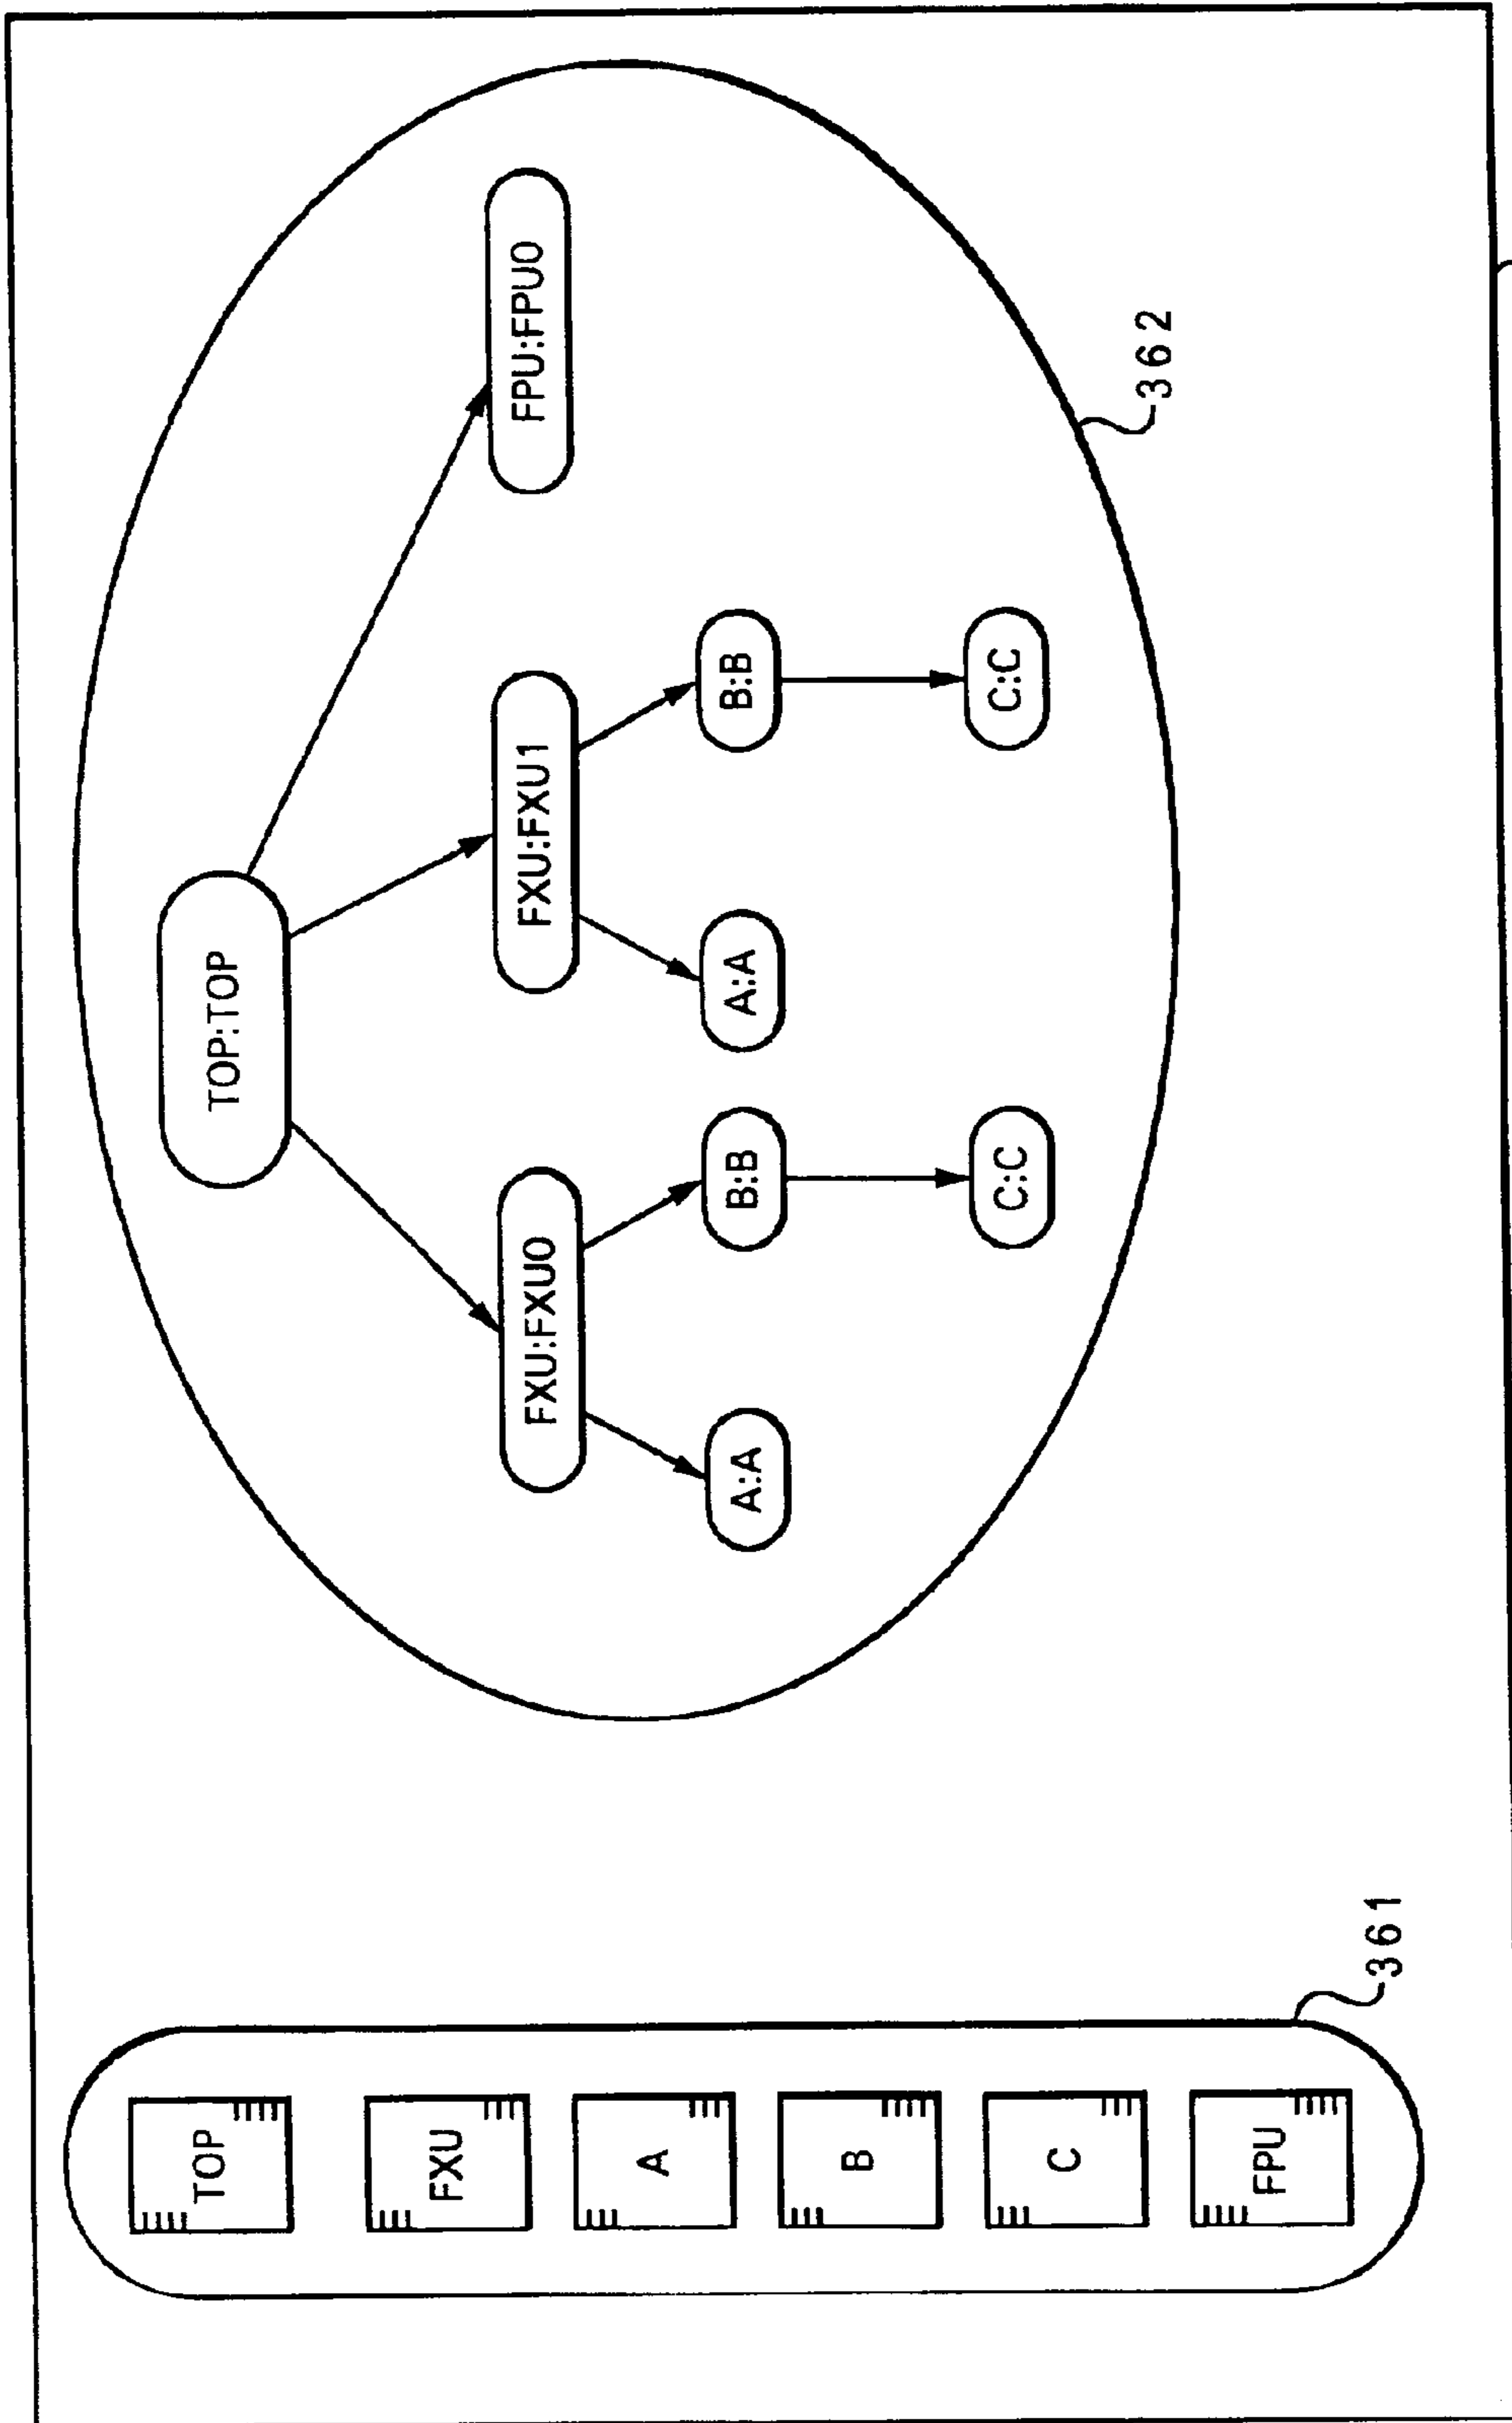 TOP
FXU
A
B
C
FPU
361
TOP:TOP
FXU:FXU0
FXU:FXU1
FPU:FPU0
A:A
B:B
A:A
B:B
C:C
C:C
362